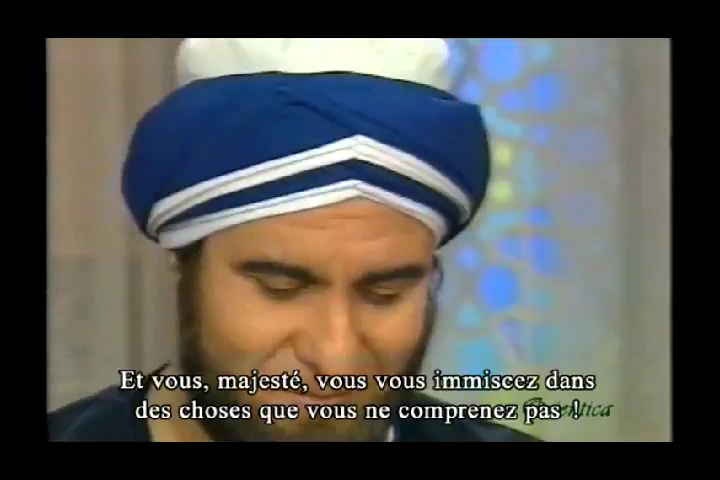 Et vous, majesté, vous vous immiscez dans
des choses que vous ne comprenez pas !